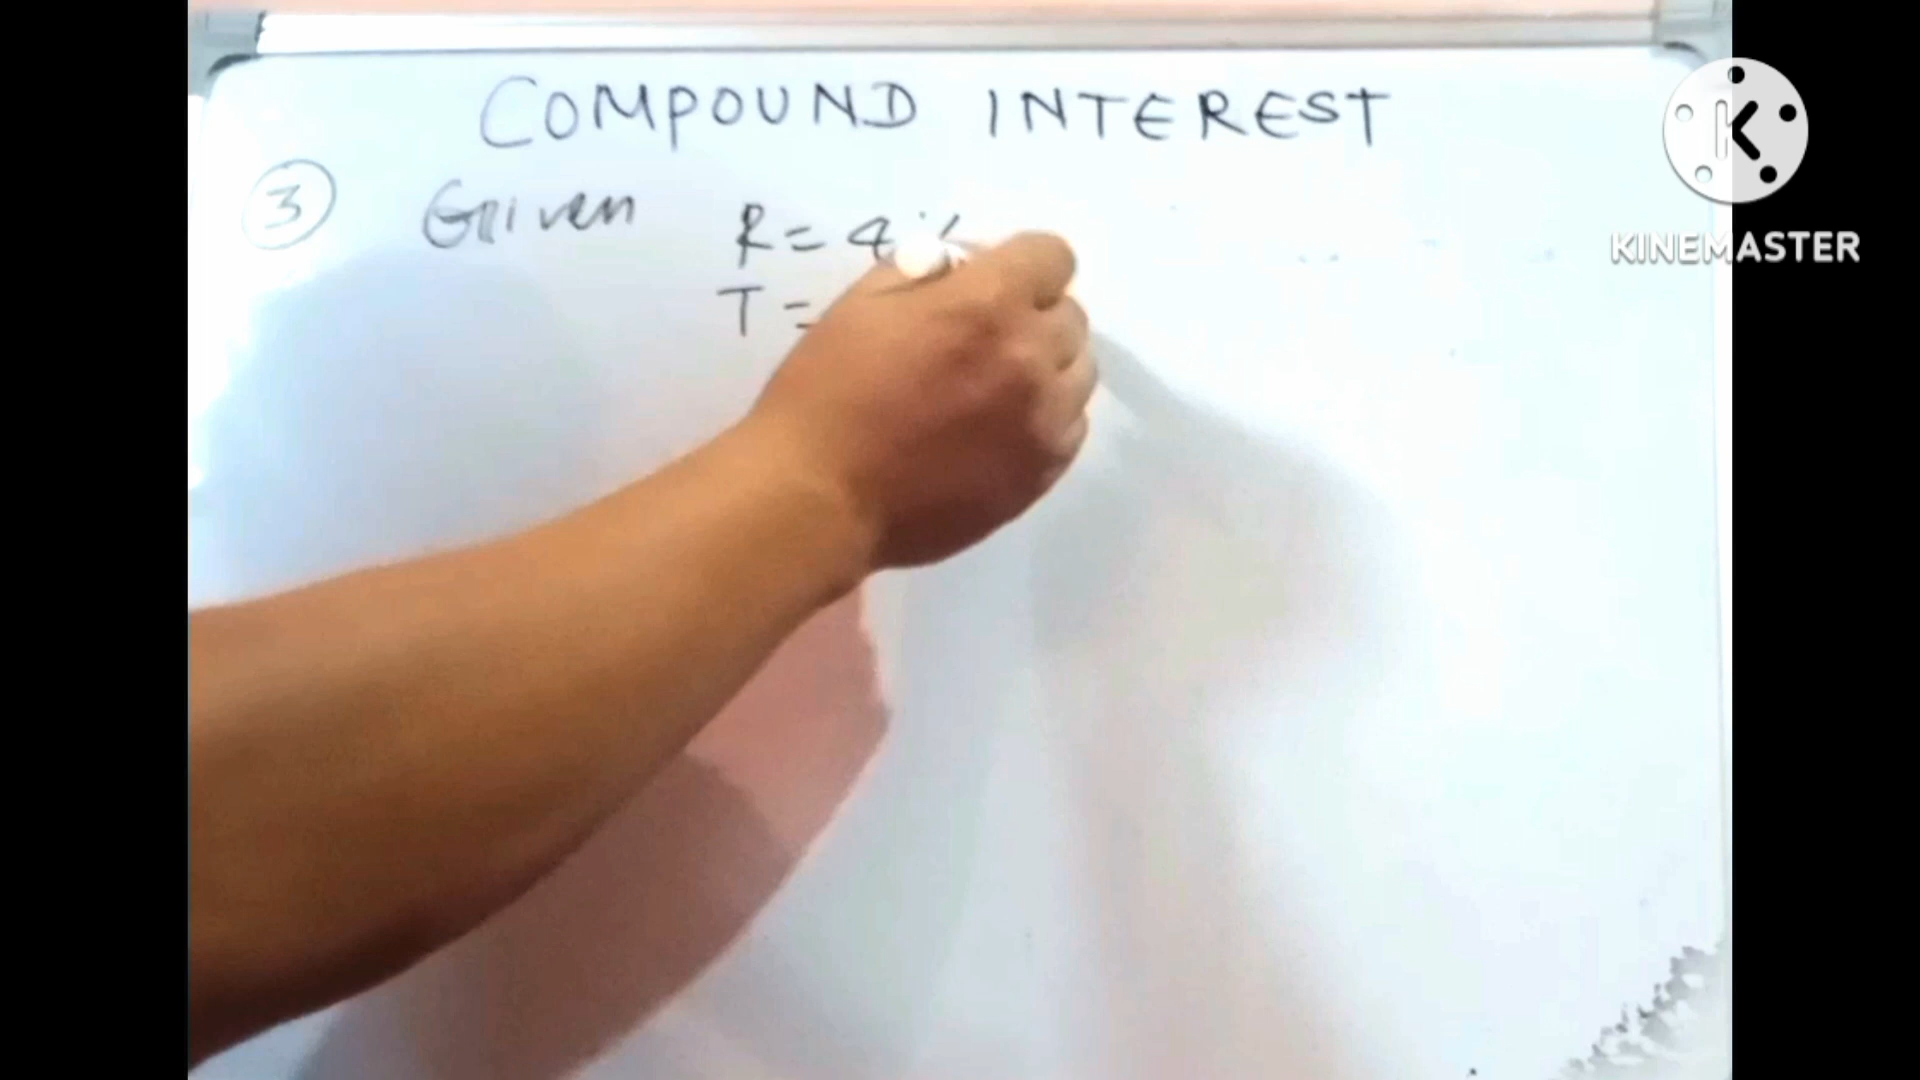 COMPOUND INTEREST
3 Given R = 4%
T =
K
KINEMASTER